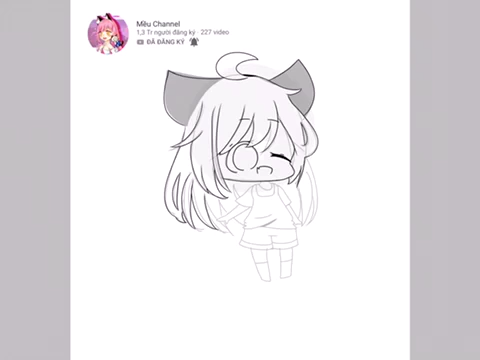 Mều Channel
1,3 Tr người đăng ký · 227 video
ĐÃ ĐĂNG KÝ